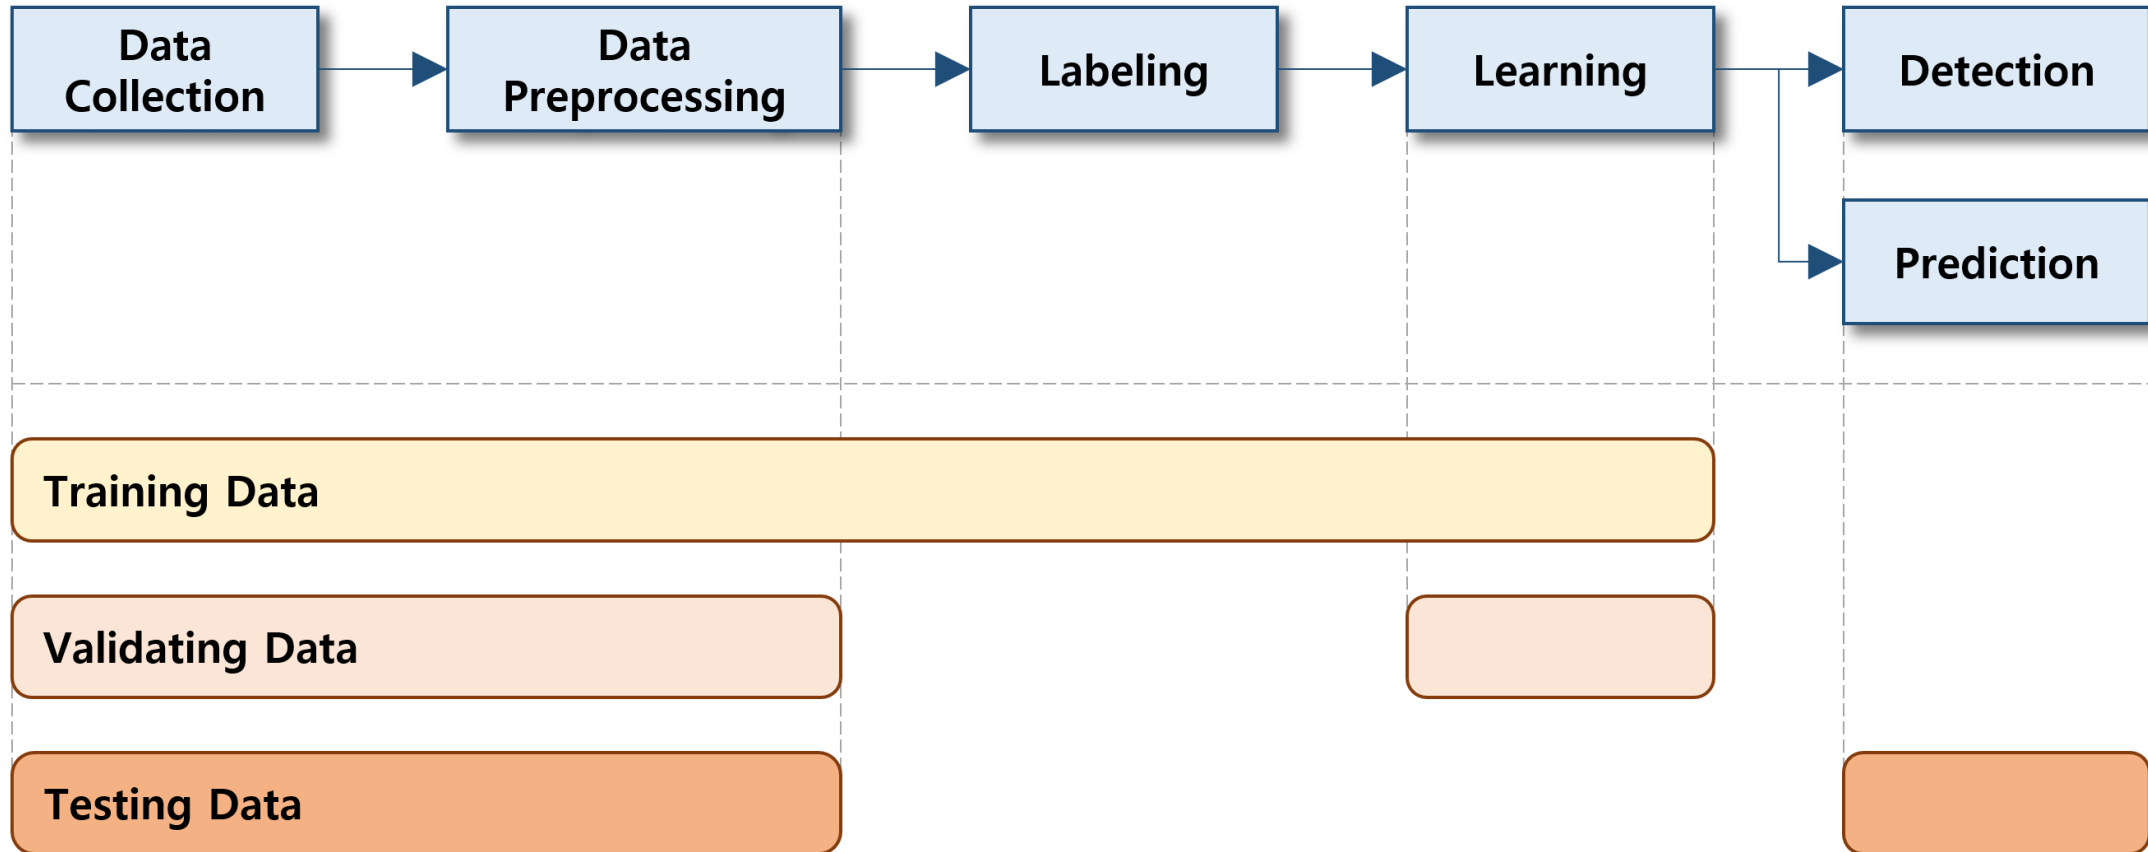 Data
Collection
Data
Preprocessing
Labeling
Learning
Detection
Prediction
Training Data
Validating Data
Testing Data